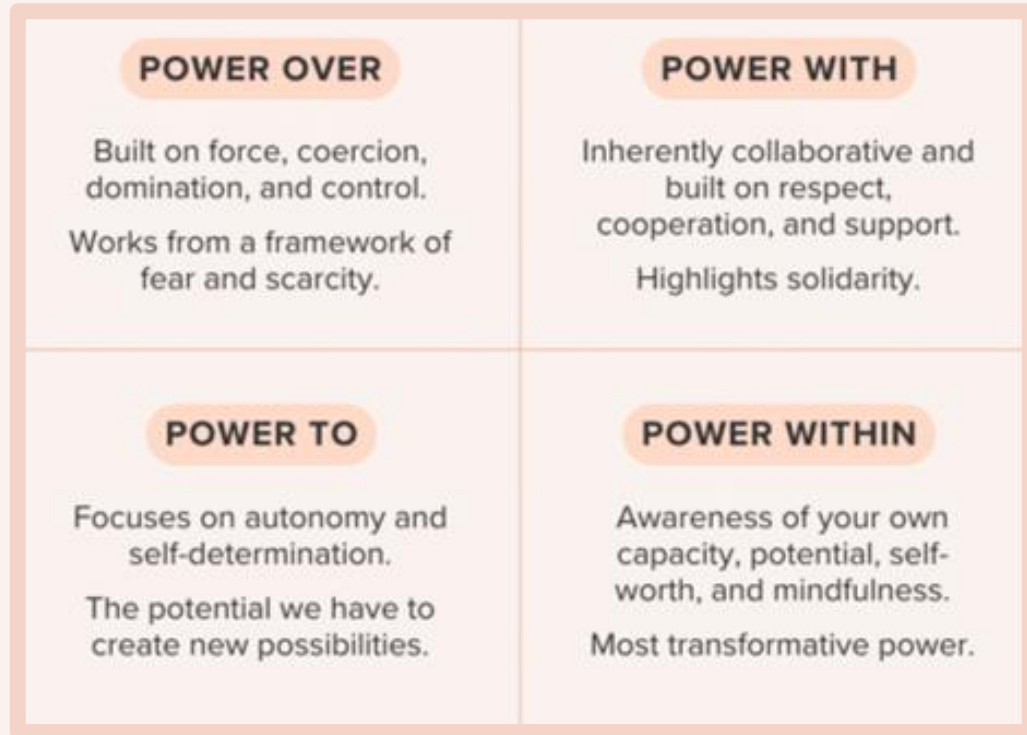 POWER OVER
Built on force, coercion,
domination, and control.
Works from a framework of
fear and scarcity.
POWER WITH
Inherently collaborative and
built on respect,
cooperation, and support.
Highlights solidarity.
POWER TO
Focuses on autonomy and
self-determination.
The potential we have to
create new possibilities.
POWER WITHIN
Awareness of your own
capacity, potential, self-
worth, and mindfulness.
Most transformative power.